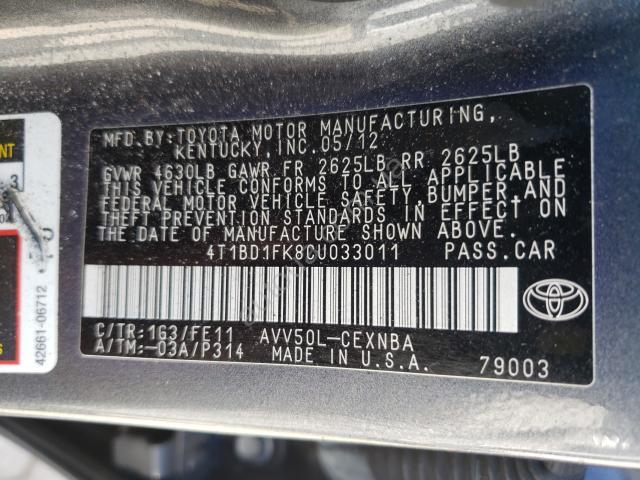 MFD.BY:TOYOTA MOTOR MANUFACTURING,
KENTUCKY, INC.05/12
GVWR 4630LB GAWR FR 2625LB RR 2625LB
THIS VEHICLE CONFORMS TO ALL APPLICABLE
FEDERAL MOTOR VEHICLE SAFETY, BUMPER, AND
THEFT PREVENTION STANDARDS IN EFFECT ON
THE DATE OF MANUFACTURE SHOWN ABOVE.
4T1BD1FK8CU033011 PASS.CAR
C/TR:1G3/FE11 AVV50L-CEXNBA
A/TM:-03A/P314 MADE IN U.S.A. 79003
42661-06712
3